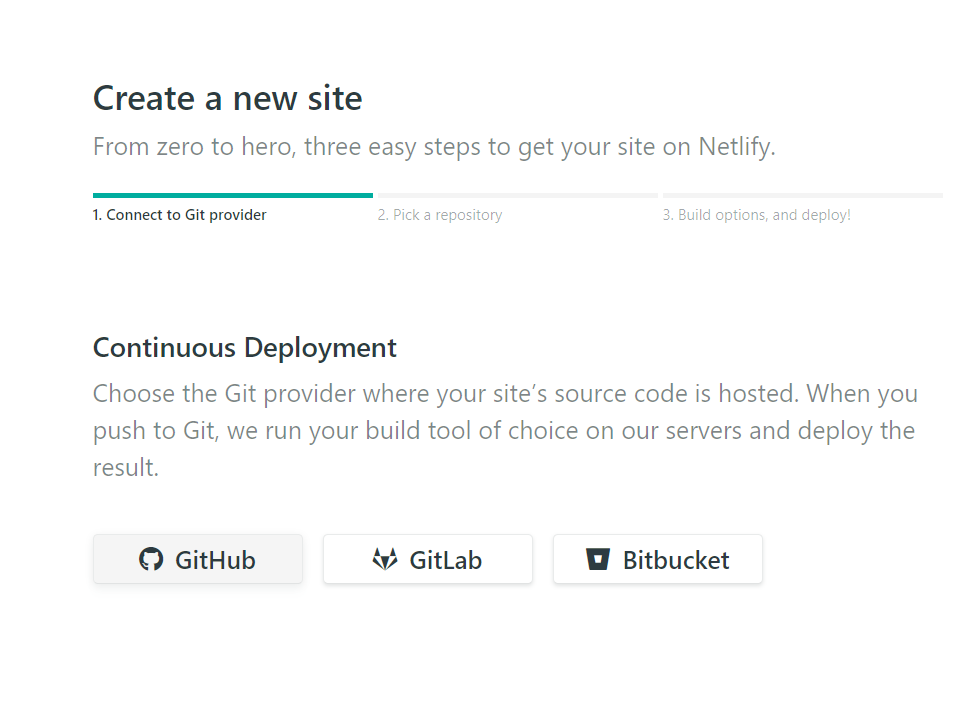 Create a new site
From zero to hero, three easy steps to get your site on Netlify.
1. Connect to Git provider
2. Pick a repository
3. Build options, and deploy!
Continuous Deployment
Choose the Git provider where your site’s source code is hosted. When you
push to Git, we run your build tool of choice on our servers and deploy the
result.
GitHub
GitLab
Bitbucket